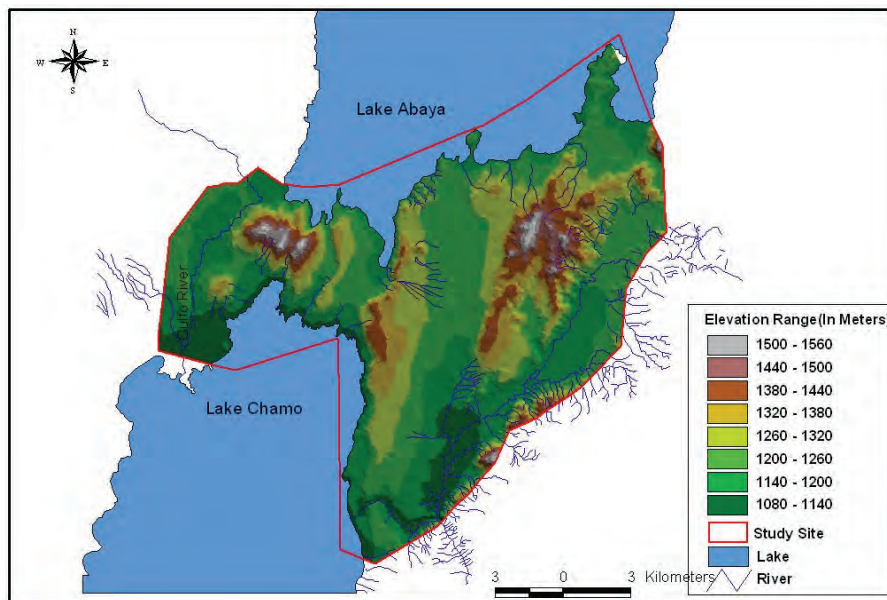 N
W E
S
Lake Abaya
Culfo River
Lake Chamo
Elevation Range(In Meters)
1500 - 1560
1440 - 1500
1380 - 1440
1320 - 1380
1260 - 1320
1200 - 1260
1140 - 1200
1080 - 1140
Study Site
Lake
River
3 0 3 Kilometers